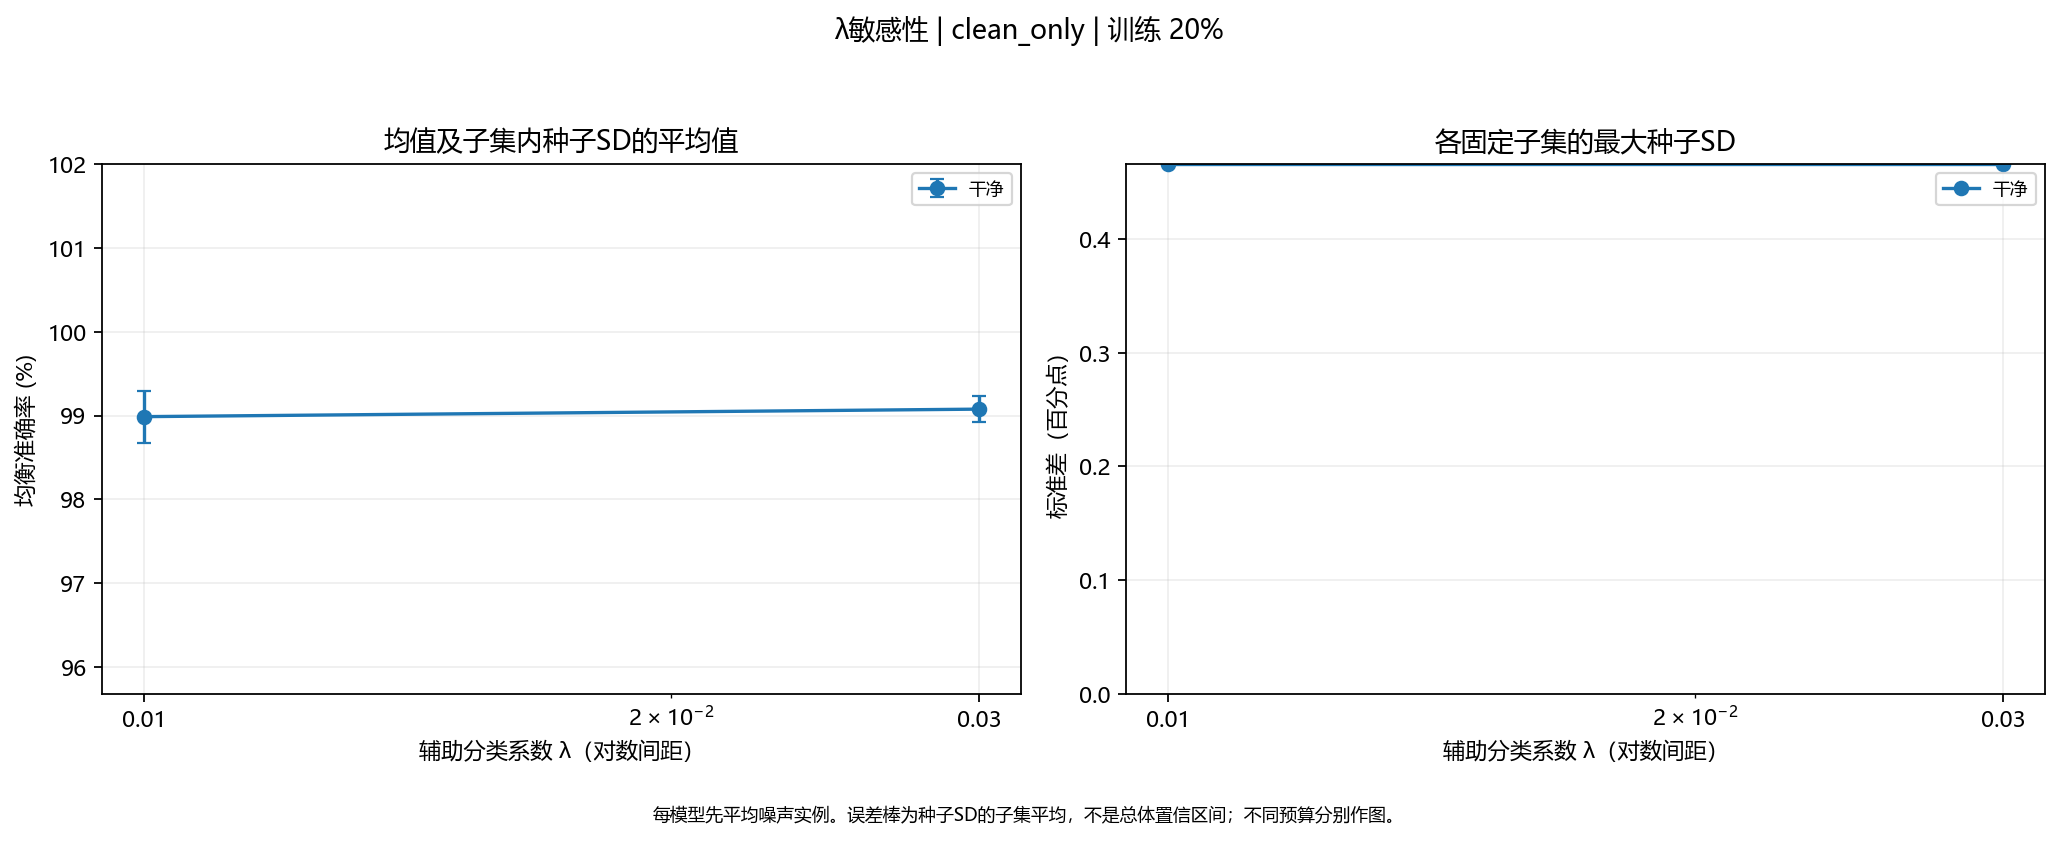 λ敏感性 | clean_only | 训练 20%
均值及子集内种子SD的平均值
102
101
100
99
98
97
96
均衡准确率 (%)
干净
0.01
2 × 10⁻²
0.03
辅助分类系数 λ（对数间距）
各固定子集的最大种子SD
0.4
0.3
0.2
0.1
0.0
标准差（百分点）
干净
0.01
2 × 10⁻²
0.03
辅助分类系数 λ（对数间距）
每模型先平均噪声实例。误差棒为种子SD的子集平均，不是总体置信区间；不同预算分别作图。